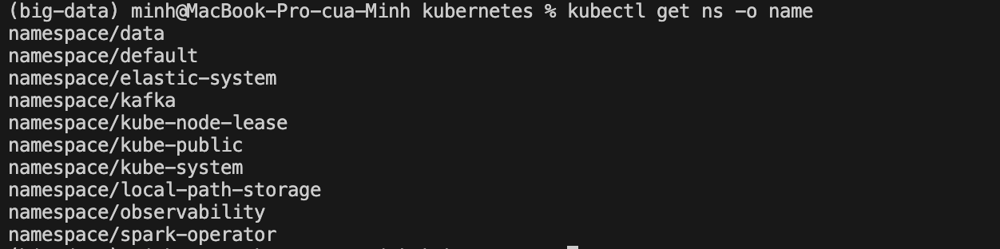 (big-data) minh@MacBook-Pro-cua-Minh kubernetes % kubectl get ns -o name
namespace/data
namespace/default
namespace/elastic-system
namespace/kafka
namespace/kube-node-lease
namespace/kube-public
namespace/kube-system
namespace/local-path-storage
namespace/observability
namespace/spark-operator